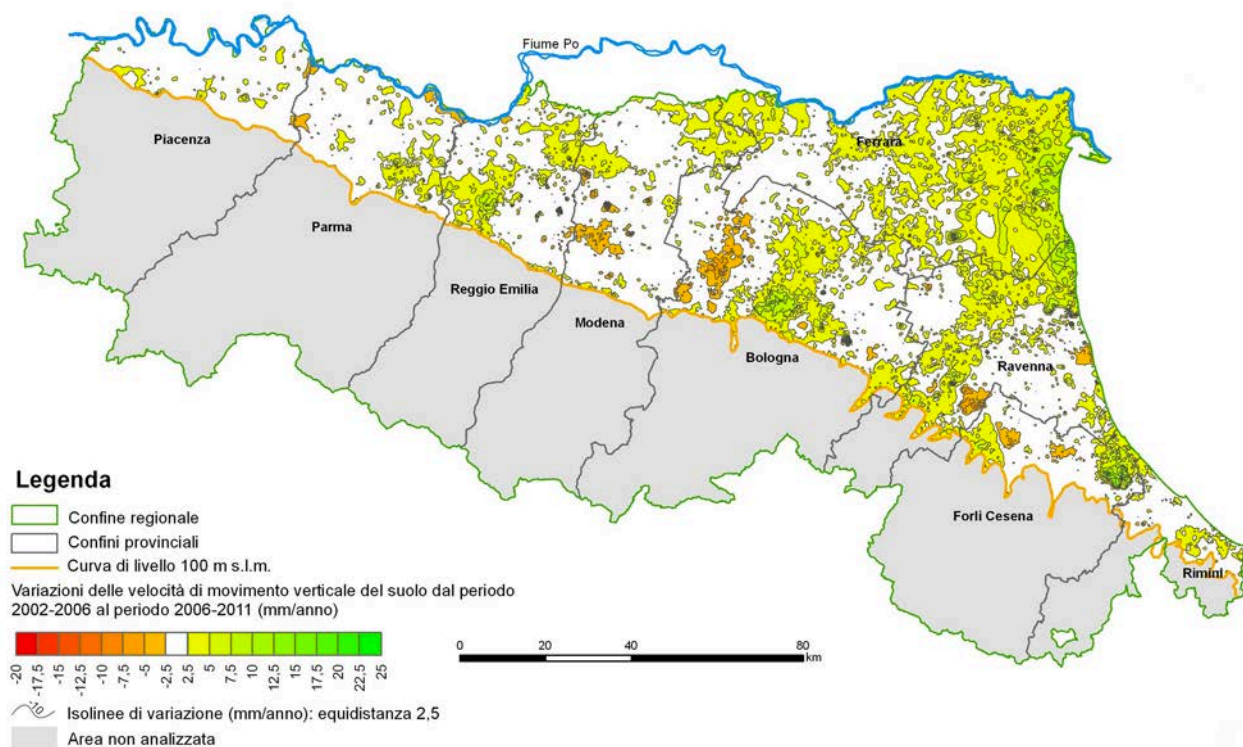 Fiume Po
Piacenza
Ferrara
Parma
Reggio Emilia
Modena
Bologna
Ravenna
Forlì Cesena
Rimini
Legenda
Confine regionale
Confini provinciali
Curva di livello 100 m s.l.m.
Variazioni delle velocità di movimento verticale del suolo dal periodo
2002-2006 al periodo 2006-2011 (mm/anno)
-20 -17,5 -15 -12,5 -10 -7,5 -5 -2,5 2,5 5 7,5 10 12,5 15 17,5 20 22,5 25
0 20 40 80
km
-10
Isolinee di variazione (mm/anno): equidistanza 2,5
Area non analizzata